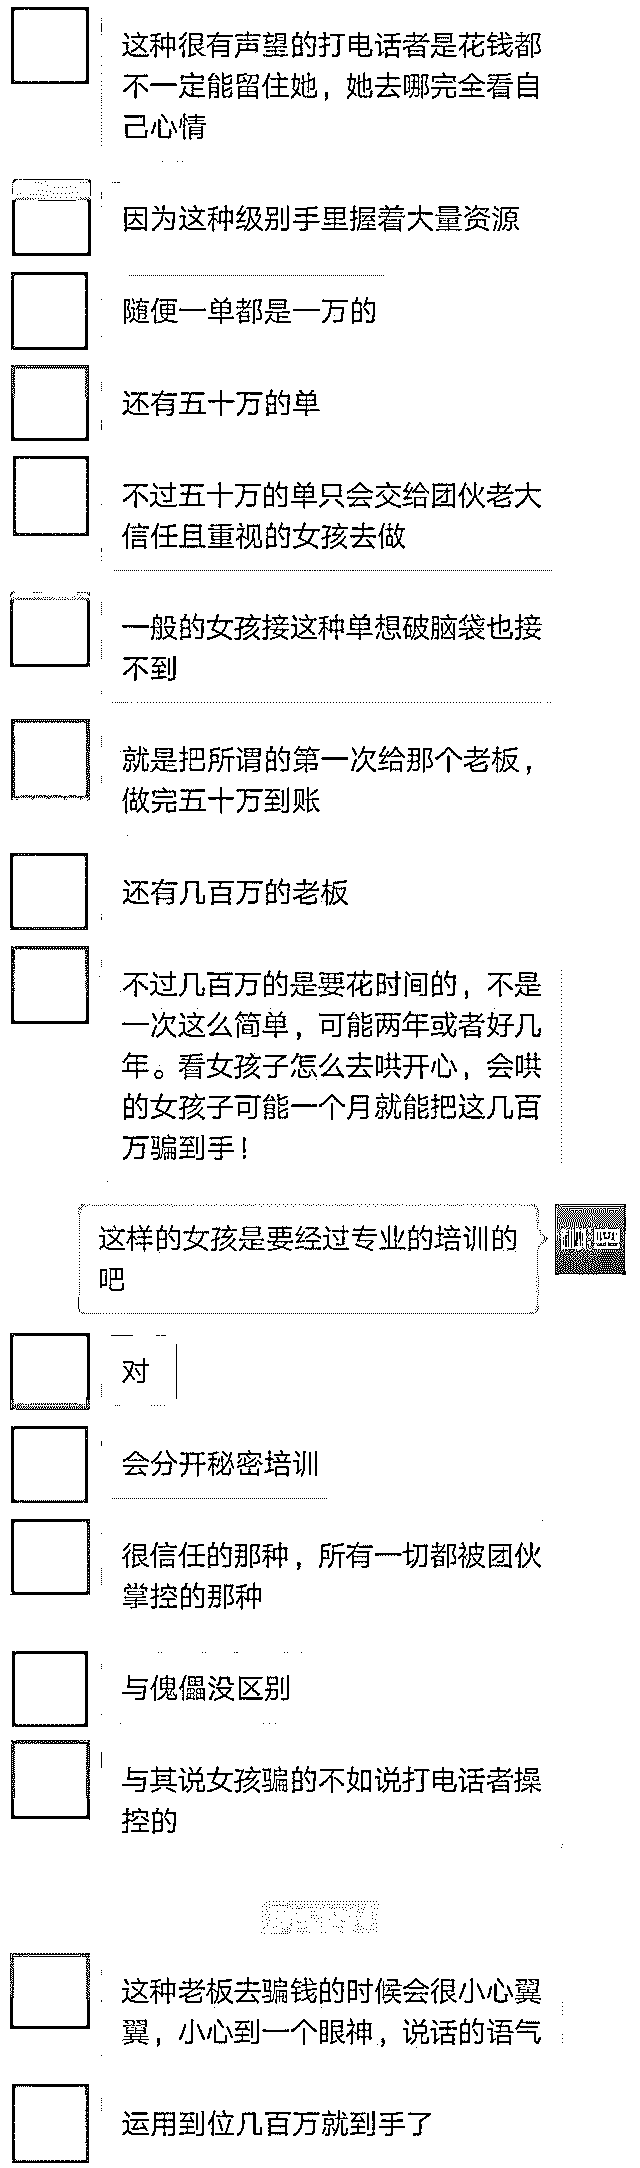 这种很有声望的打电话者是花钱都
不一定能留住她，她去哪完全看自
己心情
因为这种级别手里握着大量资源
随便一单都是一万的
还有五十万的单
不过五十万的单只会交给团伙老大
信任且重视的女孩去做
一般的女孩接这种单想破脑袋也接
不到
就是把所谓的第一次给那个老板，
做完五十万到账
还有几百万的老板
不过几百万的是要花时间的，不是
一次这么简单，可能两年或者好几
年。看女孩子怎么去哄开心，会哄
的女孩子可能一个月就能把这几百
万骗到手！
这样的女孩是要经过专业的培训的
吧
对
会分开秘密培训
很信任的那种，所有一切都被团伙
掌控的那种
与傀儡没区别
与其说女孩骗的不如说打电话者操
控的
这种老板去骗钱的时候会很小心翼
翼，小心到一个眼神，说话的语气
运用到位几百万就到手了